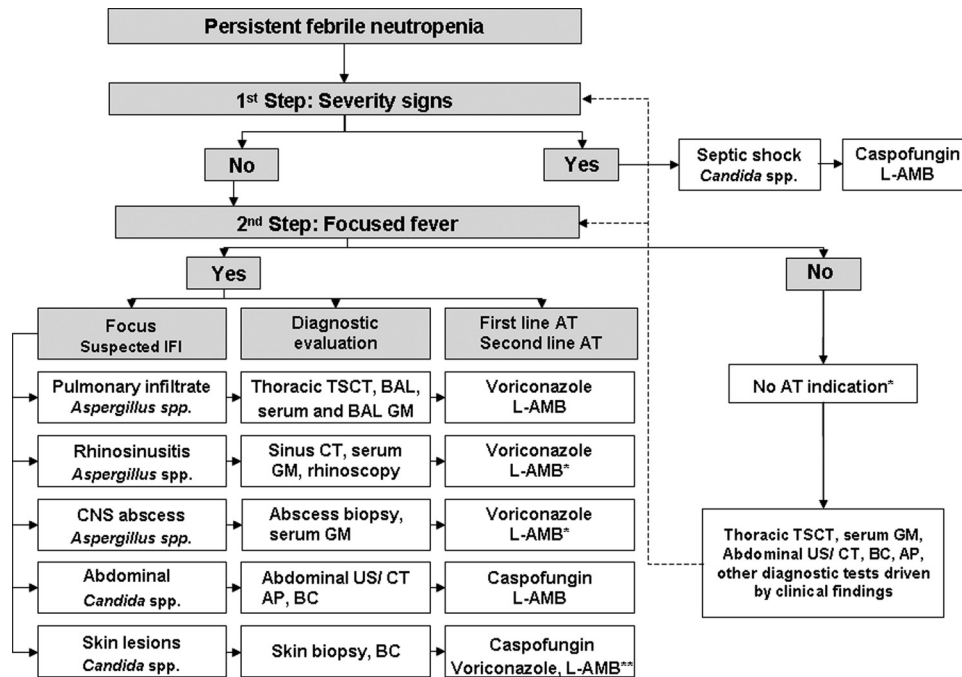 Persistent febrile neutropenia
1st Step: Severity signs
No
Yes
Septic shock
Candida spp.
Caspofungin
L-AMB
2nd Step: Focused fever
Yes
No
Focus
Suspected IFI
Diagnostic
evaluation
First line AT
Second line AT
Pulmonary infiltrate
Aspergillus spp.
Thoracic TSCT, BAL,
serum and BAL GM
Voriconazole
L-AMB
No AT indication*
Rhinosinusitis
Aspergillus spp.
Sinus CT, serum
GM, rhinoscopy
Voriconazole
L-AMB*
CNS abscess
Aspergillus spp.
Abscess biopsy,
serum GM
Voriconazole
L-AMB*
Thoracic TSCT, serum GM,
Abdominal US/ CT, BC, AP,
other diagnostic tests driven
by clinical findings
Abdominal
Candida spp.
Abdominal US/ CT
AP, BC
Caspofungin
L-AMB
Skin lesions
Candida spp.
Skin biopsy, BC
Caspofungin
Voriconazole, L-AMB**